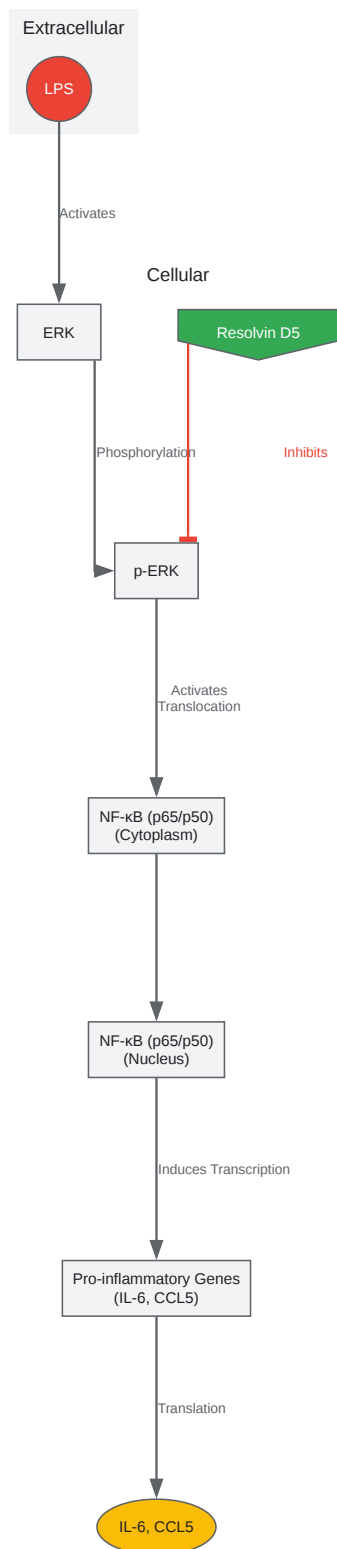 Extracellular
LPS
Activates
Cellular
ERK
Resolvin D5
Phosphorylation
Inhibits
p-ERK
Activates
Translocation
NF-κB (p65/p50)
(Cytoplasm)
NF-κB (p65/p50)
(Nucleus)
Induces Transcription
Pro-inflammatory Genes
(IL-6, CCL5)
Translation
IL-6, CCL5